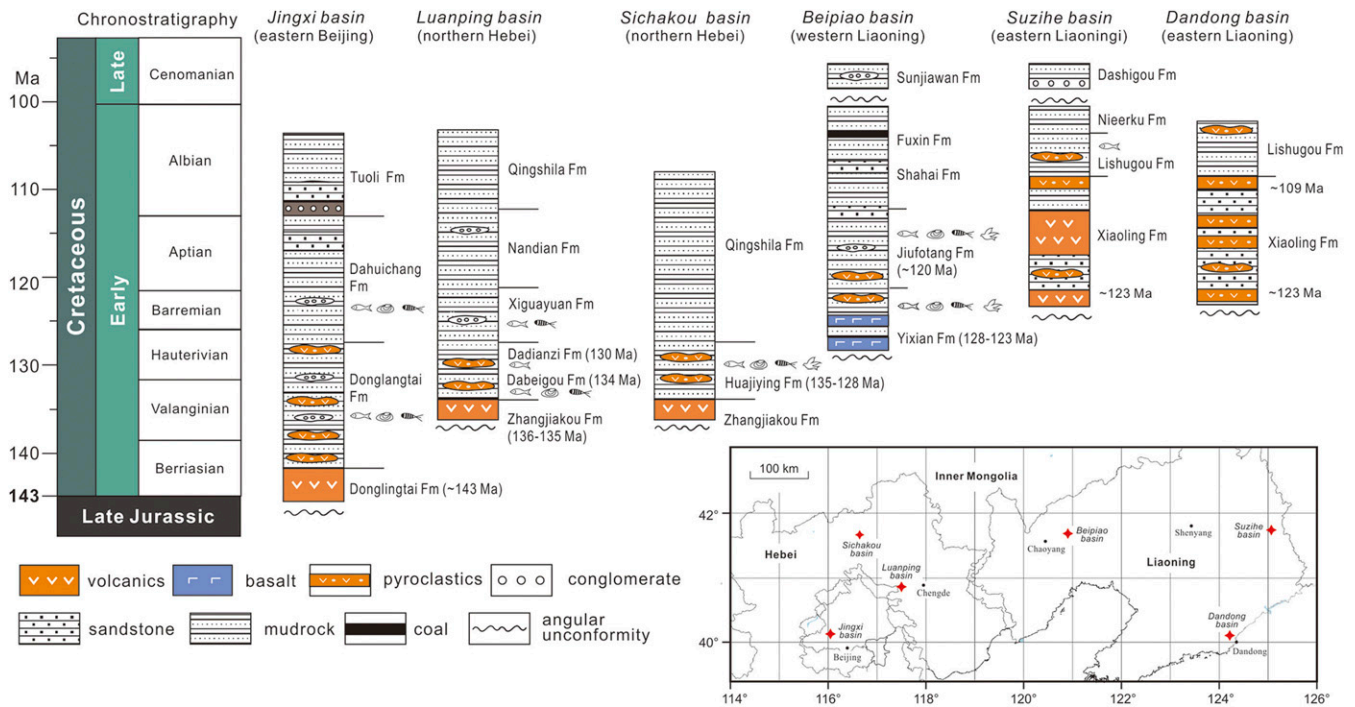 Chronostratigraphy
Jingxi basin
(eastern Beijing)
Luanping basin
(northern Hebei)
Sichakou basin
(northern Hebei)
Beipiao basin
(western Liaoning)
Suzihe basin
(eastern Liaoningi)
Dandong basin
(eastern Liaoning)
Ma
100
110
120
130
140
143
Cretaceous
Late
Early
Cenomanian
Albian
Aptian
Barremian
Hauterivian
Valanginian
Berriasian
Late Jurassic
Tuoli Fm
Dahuichang
Fm
Donglangtai
Fm
Donglingtai Fm (~143 Ma)
Qingshila Fm
Nandian Fm
Xiguayuan Fm
Dadianzi Fm (130 Ma)
Dabeigou Fm (134 Ma)
Zhangjiakou Fm
(136-135 Ma)
Qingshila Fm
Huajiying Fm (135-128 Ma)
Zhangjiakou Fm
Sunjiawan Fm
Fuxin Fm
Shahai Fm
Jiufotang Fm
(~120 Ma)
Yixian Fm (128-123 Ma)
Dashigou Fm
Nieerku Fm
Lishugou Fm
Xiaoling Fm
~123 Ma
Lishugou Fm
~109 Ma
Xiaoling Fm
~123 Ma
volcanics
basalt
pyroclastics
conglomerate
sandstone
mudrock
coal
angular
unconformity
100 km
Inner Mongolia
42°
40°
Hebei
Sichakou
basin
Luanping
basin
Chengde
Jingxi
basin
Beijing
Chaoyang
Beipiao
basin
Shenyang
Liaoning
Suzihe
basin
Dandong
basin
Dandong
114°
116°
118°
120°
122°
124°
126°